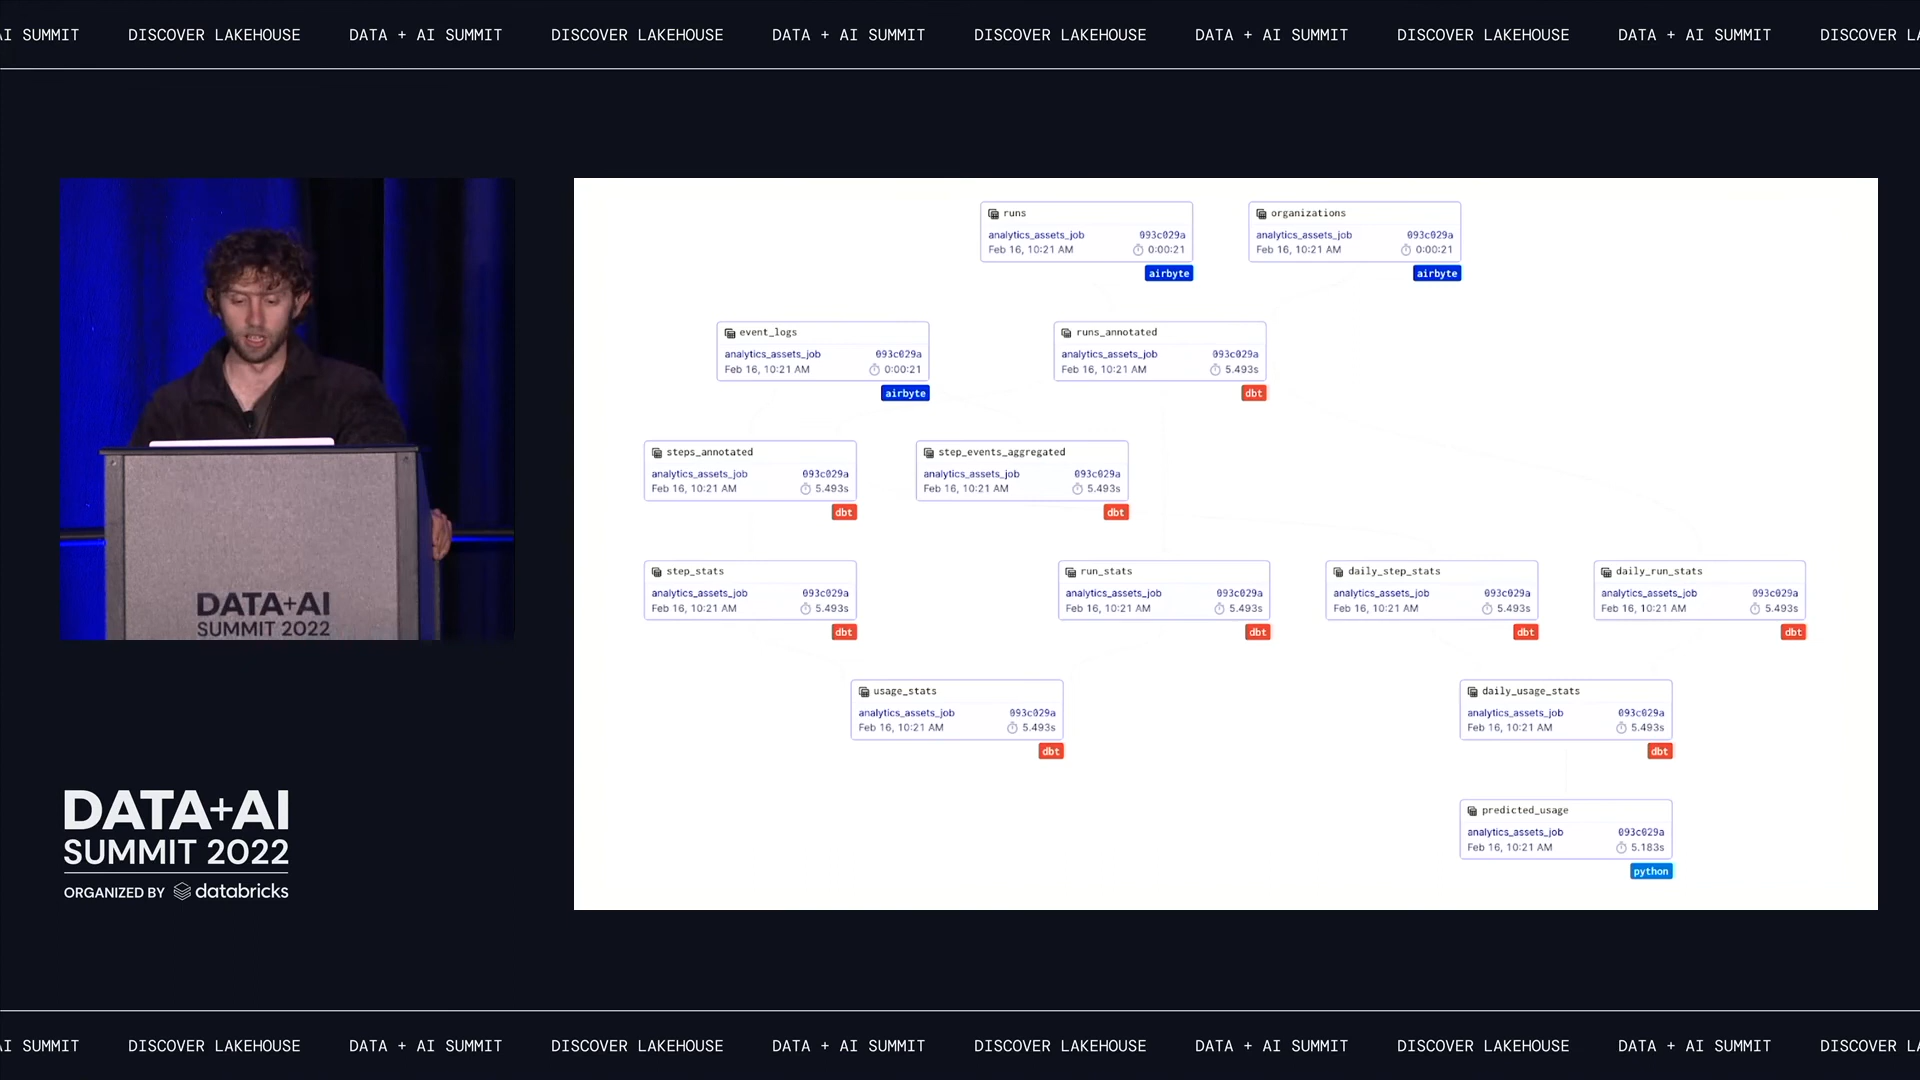 AI SUMMIT DISCOVER LAKEHOUSE DATA + AI SUMMIT DISCOVER LAKEHOUSE DATA + AI SUMMIT DISCOVER LAKEHOUSE DATA + AI SUMMIT DISCOVER LAKEHOUSE DATA + AI SUMMIT DISCOVER LA
runs
analytics_assets_job 093c029a
Feb 16, 10:21 AM 0:00:21
airbyte
organizations
analytics_assets_job 093c029a
Feb 16, 10:21 AM 0:00:21
airbyte
event_logs
analytics_assets_job 093c029a
Feb 16, 10:21 AM 0:00:21
airbyte
runs_annotated
analytics_assets_job 093c029a
Feb 16, 10:21 AM 5.493s
dbt
steps_annotated
analytics_assets_job 093c029a
Feb 16, 10:21 AM 5.493s
dbt
step_events_aggregated
analytics_assets_job 093c029a
Feb 16, 10:21 AM 5.493s
dbt
step_stats
analytics_assets_job 093c029a
Feb 16, 10:21 AM 5.493s
dbt
run_stats
analytics_assets_job 093c029a
Feb 16, 10:21 AM 5.493s
dbt
daily_step_stats
analytics_assets_job 093c029a
Feb 16, 10:21 AM 5.493s
dbt
daily_run_stats
analytics_assets_job 093c029a
Feb 16, 10:21 AM 5.493s
dbt
usage_stats
analytics_assets_job 093c029a
Feb 16, 10:21 AM 5.493s
dbt
daily_usage_stats
analytics_assets_job 093c029a
Feb 16, 10:21 AM 5.493s
dbt
predicted_usage
analytics_assets_job 093c029a
Feb 16, 10:21 AM 5.183s
python
DATA+AI
SUMMIT 2022
DATA+AI
SUMMIT 2022
ORGANIZED BY databricks
AI SUMMIT DISCOVER LAKEHOUSE DATA + AI SUMMIT DISCOVER LAKEHOUSE DATA + AI SUMMIT DISCOVER LAKEHOUSE DATA + AI SUMMIT DISCOVER LAKEHOUSE DATA + AI SUMMIT DISCOVER LA